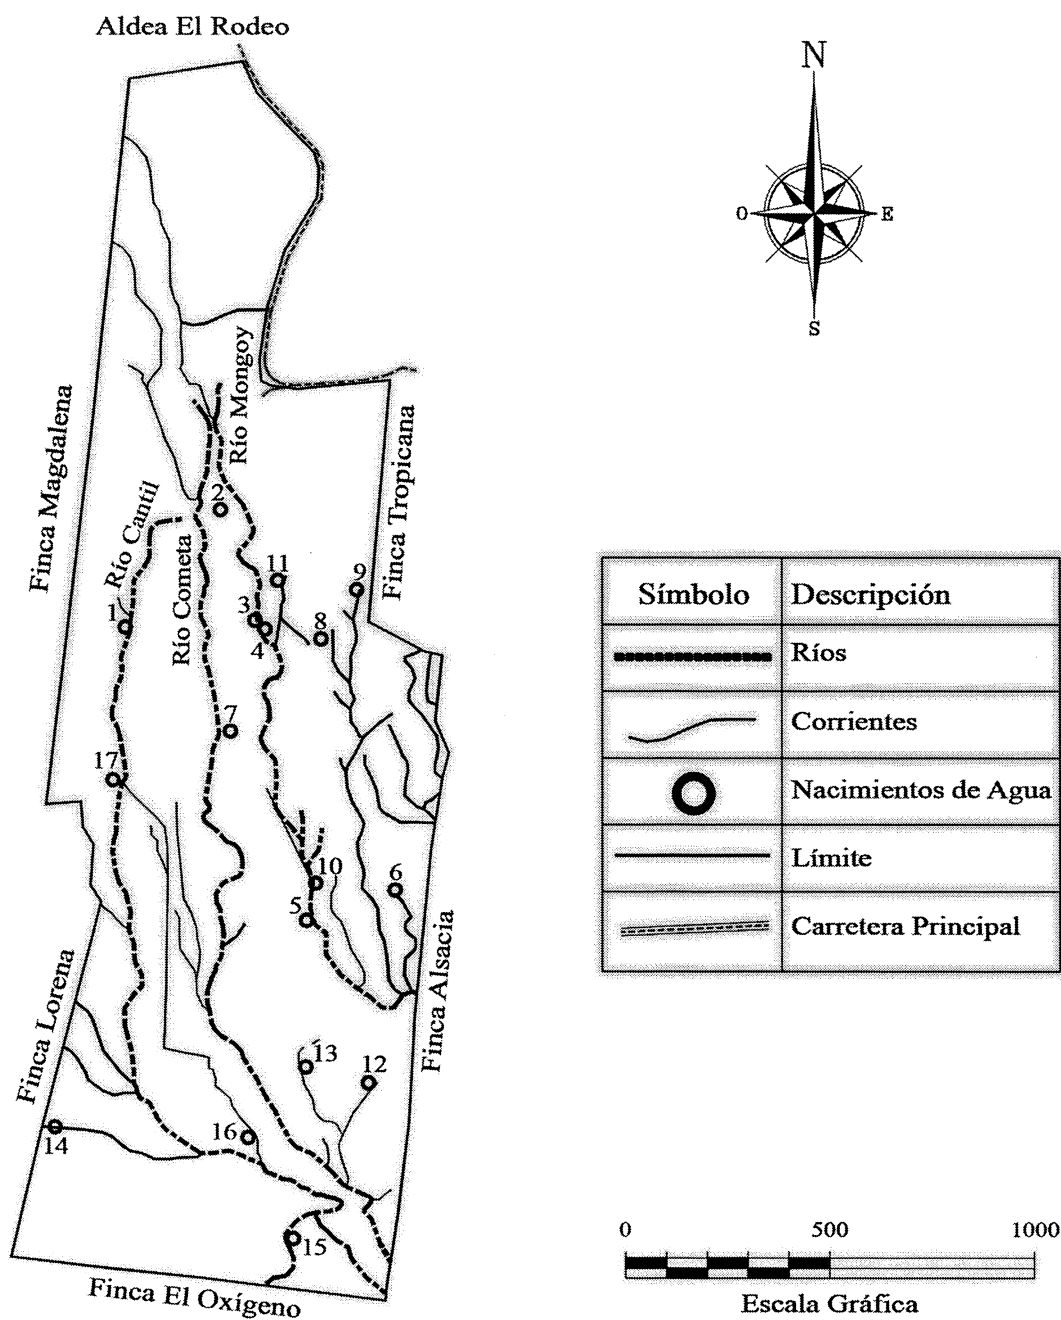 Aldea El Rodeo
N
O
E
S
Río Mongoy
Finca Magdalena
Finca Tropicana
Río Cantil
2
Río Cometa
11
9
1
3
8
4
7
17
10
6
5
Finca Alsacia
Finca Lorena
13
12
14
16
15
Finca El Oxígeno
Símbolo
Descripción
Ríos
Corrientes
Nacimientos de Agua
Límite
Carretera Principal
0 500 1000
Escala Gráfica